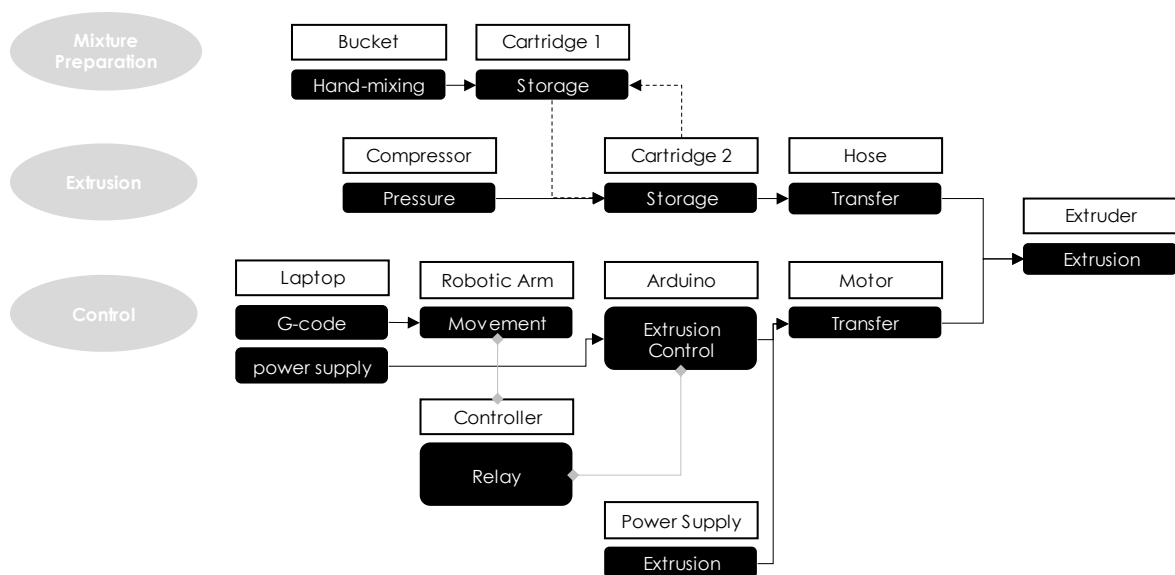 Mixture
Preparation
Bucket
Cartridge 1
Hand-mixing
Storage
Extrusion
Compressor
Cartridge 2
Hose
Pressure
Storage
Transfer
Extruder
Extrusion
Control
Laptop
Robotic Arm
Arduino
Motor
G-code
Movement
Extrusion
Control
Transfer
power supply
Controller
Relay
Power Supply
Extrusion